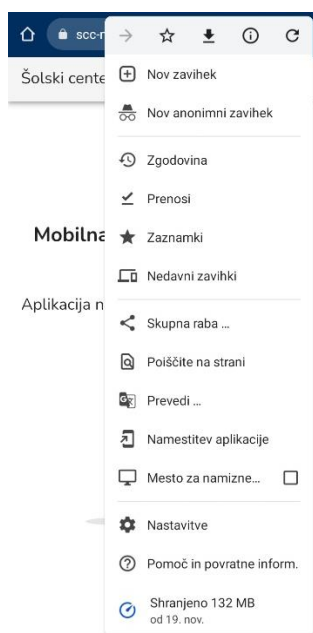 scc-r
Šolski cente
Nov zavihek
Nov anonimni zavihek
Zgodovina
Prenosi
Mobilna
Zaznamki
Nedavni zavihki
Aplikacija n
Skupna raba ...
Poiščite na strani
Prevedi ...
Namestitev aplikacije
Mesto za namizne...
Nastavitve
Pomoč in povratne inform.
Shranjeno 132 MB
od 19. nov.